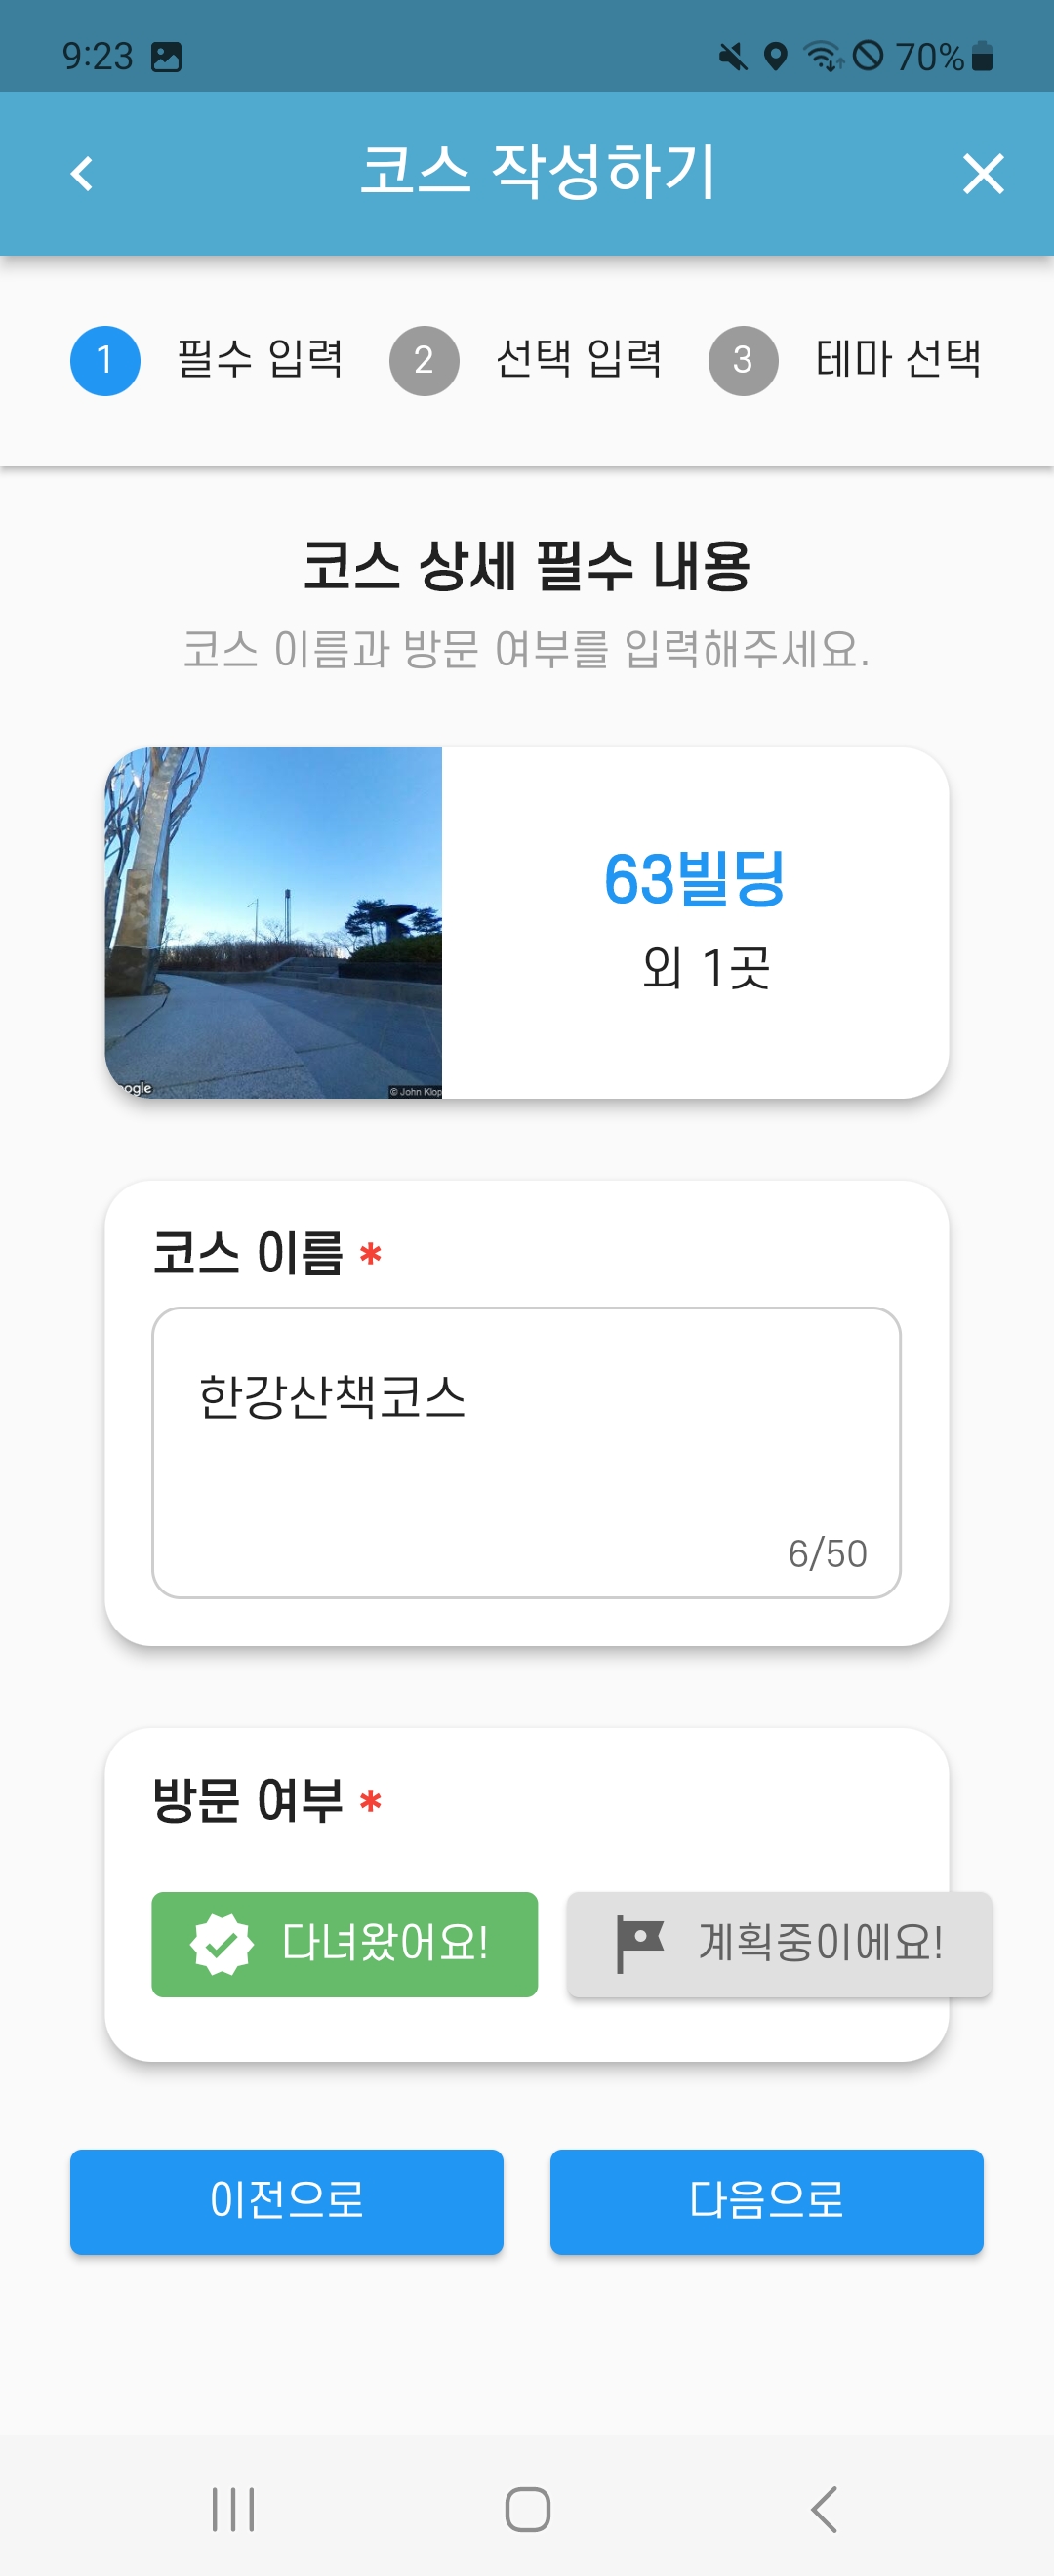 9:23 70%
코스 작성하기
1 필수 입력 2 선택 입력 3 테마 선택
코스 상세 필수 내용
코스 이름과 방문 여부를 입력해주세요.
63빌딩
외 1곳
ogle © John Klop
코스 이름 *
한강산책코스
6/50
방문 여부 *
다녀왔어요! 계획중이에요!
이전으로 다음으로